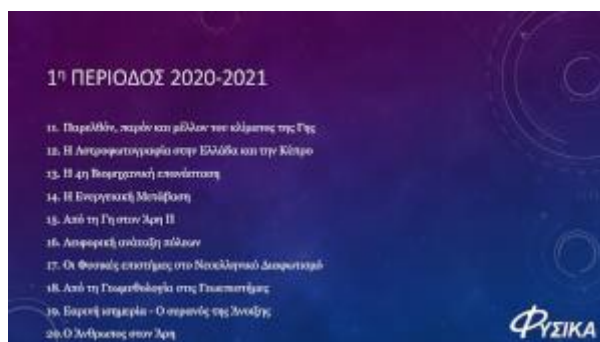 1η ΠΕΡΙΟΔΟΣ 2020-2021
11. Παρελθόν, παρόν και μέλλον του κλίματος της Γης
12. Η Αστροφωτογραφία στην Ελλάδα και την Κύπρο
13. Η 4η Βιομηχανική επανάσταση
14. Η Ενεργειακή Μετάβαση
15. Από τη Γη στον Άρη ΙΙ
16. Αειφορική ανάταξη πόλεων
17. Οι Φυσικές επιστήμες στο Νεοελληνικό Διαφωτισμό
18. Από τη Γεωμυθολογία στις Γεωεπιστήμες
19. Εαρινή ισημερία - Ο ουρανός της Άνοιξης
20. Ο Άνθρωπος στον Άρη
ΦΥΣΙΚΑ